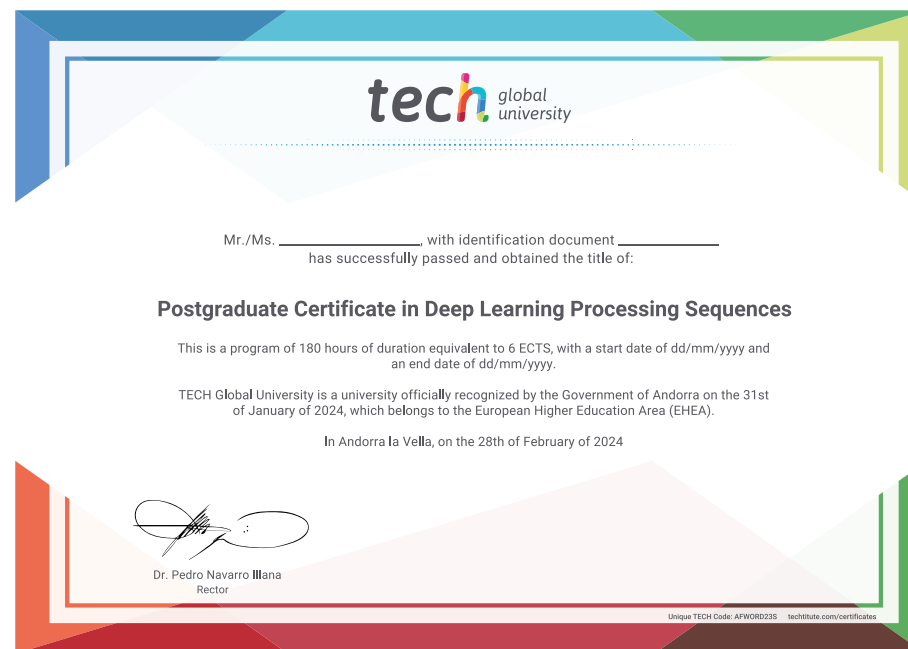 tech global university
Mr./Ms. ____________________, with identification document ______________
has successfully passed and obtained the title of:
Postgraduate Certificate in Deep Learning Processing Sequences
This is a program of 180 hours of duration equivalent to 6 ECTS, with a start date of dd/mm/yyyy and
an end date of dd/mm/yyyy.
TECH Global University is a university officially recognized by the Government of Andorra on the 31st
of January of 2024, which belongs to the European Higher Education Area (EHEA).
In Andorra la Vella, on the 28th of February of 2024
Dr. Pedro Navarro Illana
Rector
Unique TECH Code: AFWORD23S techtitute.com/certificates